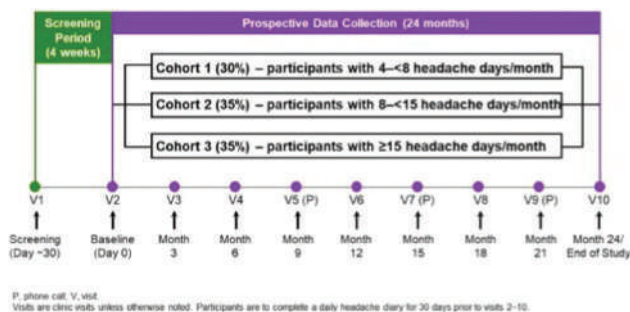 Screening
Period
(4 weeks)
Prospective Data Collection (24 months)
Cohort 1 (30%) – participants with 4–<8 headache days/month
Cohort 2 (35%) – participants with 8–<15 headache days/month
Cohort 3 (35%) – participants with ≥15 headache days/month
V1 V2 V3 V4 V5 (P) V6 V7 (P) V8 V9 (P) V10
Screening Baseline Month Month Month Month Month Month Month Month 24/
(Day −30) (Day 0) 3 6 9 12 15 18 21 End of Study
P, phone call; V, visit.
Visits are clinic visits unless otherwise noted. Participants are to complete a daily headache diary for 30 days prior to visits 2–10.